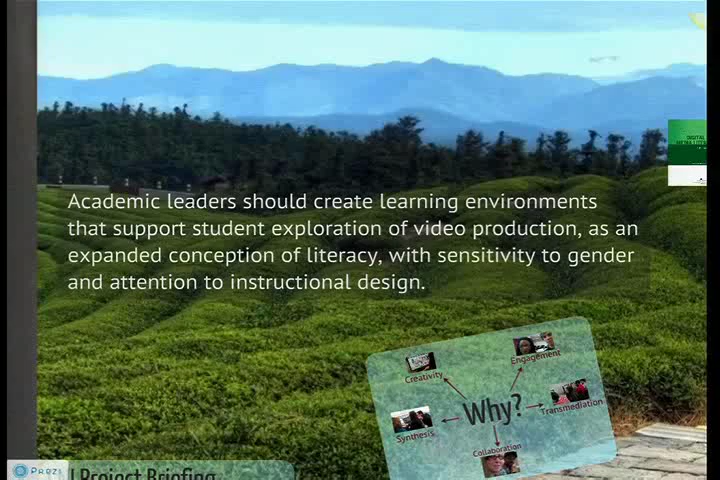 DIGITAL
Academic leaders should create learning environments
that support student exploration of video production, as an
expanded conception of literacy, with sensitivity to gender
and attention to instructional design.
Engagement
Creativity
Why?
Transmediation
Synthesis
Collaboration
PREZI
Project Briefing